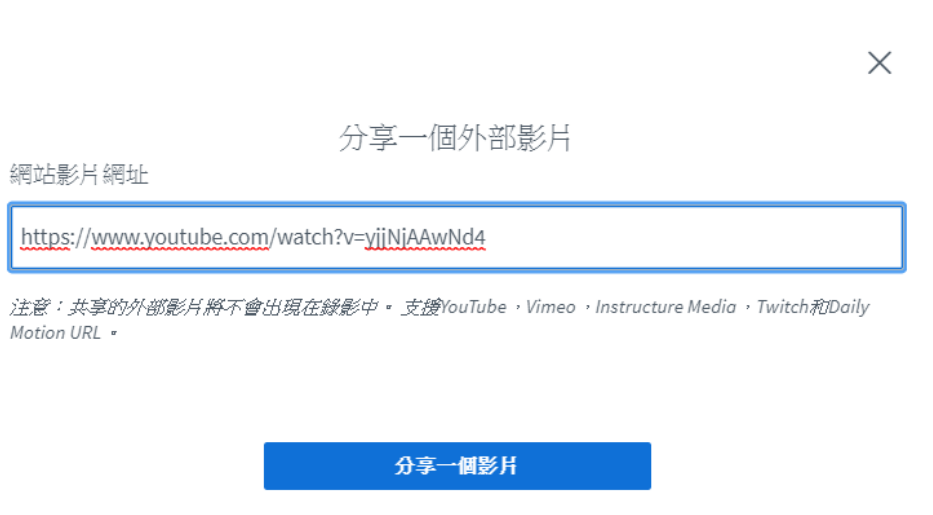 分享一個外部影片
網站影片網址
https://www.youtube.com/watch?v=yjjNjAAwNd4
注意：共享的外部影片將不會出現在錄影中。 支援YouTube，Vimeo，Instructure Media，Twitch和Daily
Motion URL。
分享一個影片